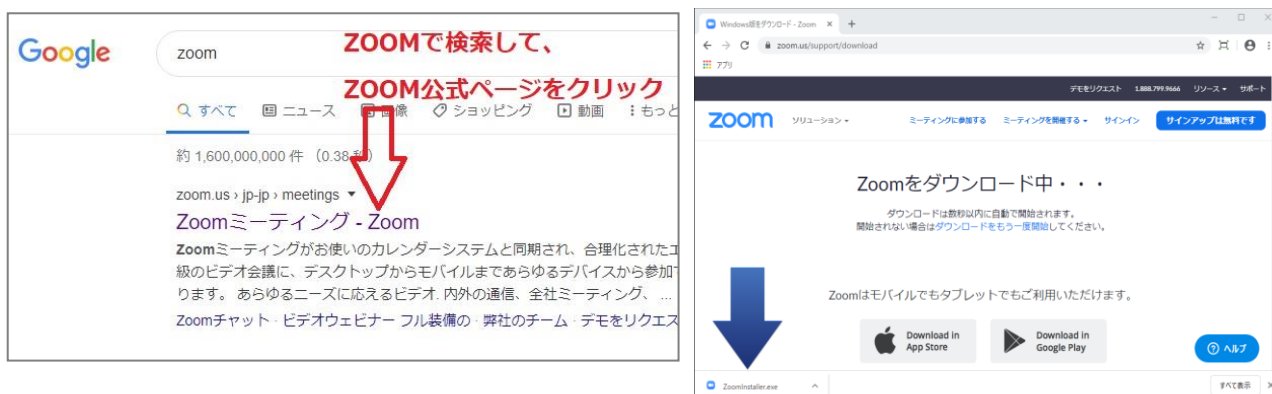 Google
zoom
ZOOMで検索して、
ZOOM公式ページをクリック
すべて ニュース 画像 ショッピング 動画 もっと
約 1,600,000,000 件 (0.38 秒)
zoom.us › jp-jp › meetings
Zoomミーティング - Zoom
Zoomミーティングがお使いのカレンダーシステムと同期され、合理化された
級のビデオ会議に、デスクトップからモバイルまであらゆるデバイスから参加
ります。 あらゆるニーズに応えるビデオ. 内外の通信、全社ミーティング、 ...
Zoomチャット · ビデオウェビナー フル装備の · 弊社のチーム · デモをリクエス
Windows版をダウンロード - Zoom
zoom.us/support/download
アプリ
デモをリクエスト 1.888.799.9666 リソース サポート
zoom ソリューション ミーティングに参加する ミーティングを開催する サインイン サインアップは無料です
Zoomをダウンロード中・・・
ダウンロードは数秒以内に自動で開始されます。
開始されない場合はダウンロードをもう一度開始してください。
Zoomはモバイルでもタブレットでもご利用いただけます。
Download in
App Store
Download in
Google Play
ヘルプ
ZoomInstaller.exe
すべて表示